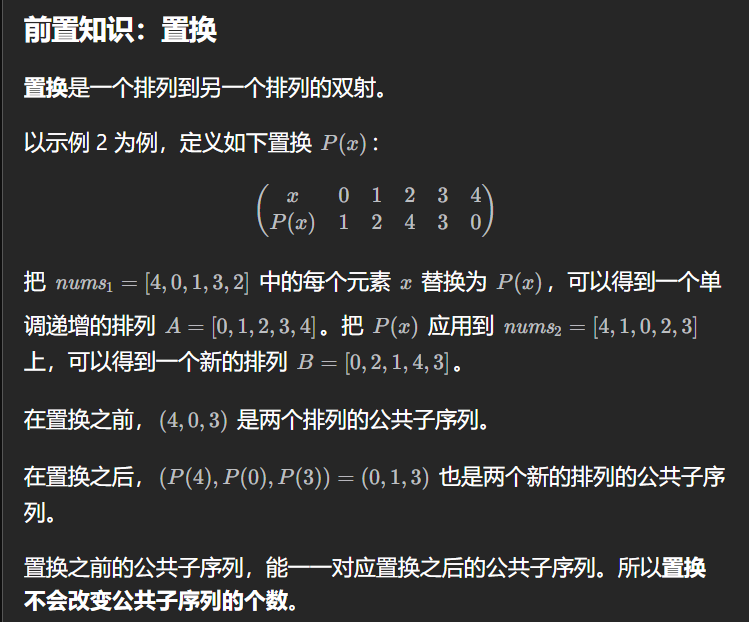 前置知识：置换
置换是一个排列到另一个排列的双射。
以示例 2 为例，定义如下置换 P(x)：
x 0 1 2 3 4
P(x) 1 2 4 3 0
把 nums₁ = [4,0,1,3,2] 中的每个元素 x 替换为 P(x)，可以得到一个单
调递增的排列 A = [0,1,2,3,4]。把 P(x) 应用到 nums₂ = [4,1,0,2,3]
上，可以得到一个新的排列 B = [0,2,1,4,3]。
在置换之前，(4,0,3) 是两个排列的公共子序列。
在置换之后，(P(4),P(0),P(3)) = (0,1,3) 也是两个新的排列的公共子序
列。
置换之前的公共子序列，能一一对应置换之后的公共子序列。所以置换
不会改变公共子序列的个数。